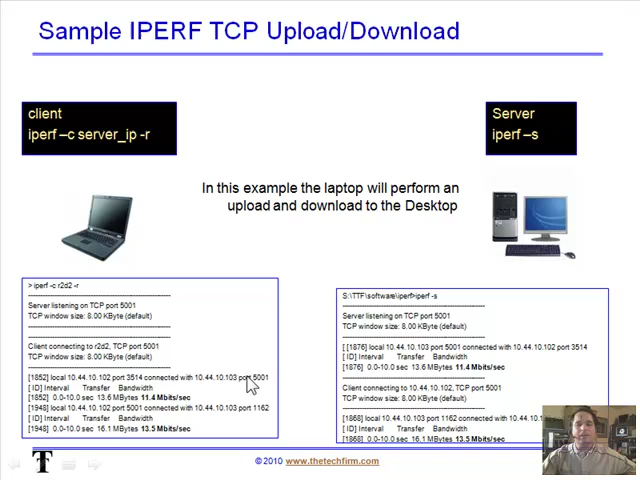 Sample IPERF TCP Upload/Download
client
iperf –c server_ip -r
Server
iperf –s
In this example the laptop will perform an
upload and download to the Desktop
> iperf -c r2d2 -r
Server listening on TCP port 5001
TCP window size: 8.00 KByte (default)
Client connecting to r2d2, TCP port 5001
TCP window size: 8.00 KByte (default)
[1852] local 10.44.10.102 port 3514 connected with 10.44.10.103 port 5001
[ ID] Interval Transfer Bandwidth
[1852] 0.0-10.0 sec 13.6 MBytes 11.4 Mbits/sec
[1948] local 10.44.10.102 port 5001 connected with 10.44.10.103 port 1162
[ ID] Interval Transfer Bandwidth
[1948] 0.0-10.0 sec 16.1 MBytes 13.5 Mbits/sec
S:\TTF\software\iperf>iperf -s
Server listening on TCP port 5001
TCP window size: 8.00 KByte (default)
[ [1876] local 10.44.10.103 port 5001 connected with 10.44.10.102 port 3514
[ ID] Interval Transfer Bandwidth
[1876] 0.0-10.0 sec 13.6 MBytes 11.4 Mbits/sec
Client connecting to 10.44.10.102, TCP port 5001
TCP window size: 8.00 KByte (default)
[1868] local 10.44.10.103 port 1162 connected with
[ ID] Interval Transfer Bandwidth
[1868] 0.0-10.0 sec 16.1 MBytes 13.5 Mbits/sec
T
© 2010 www.thetechfirm.com